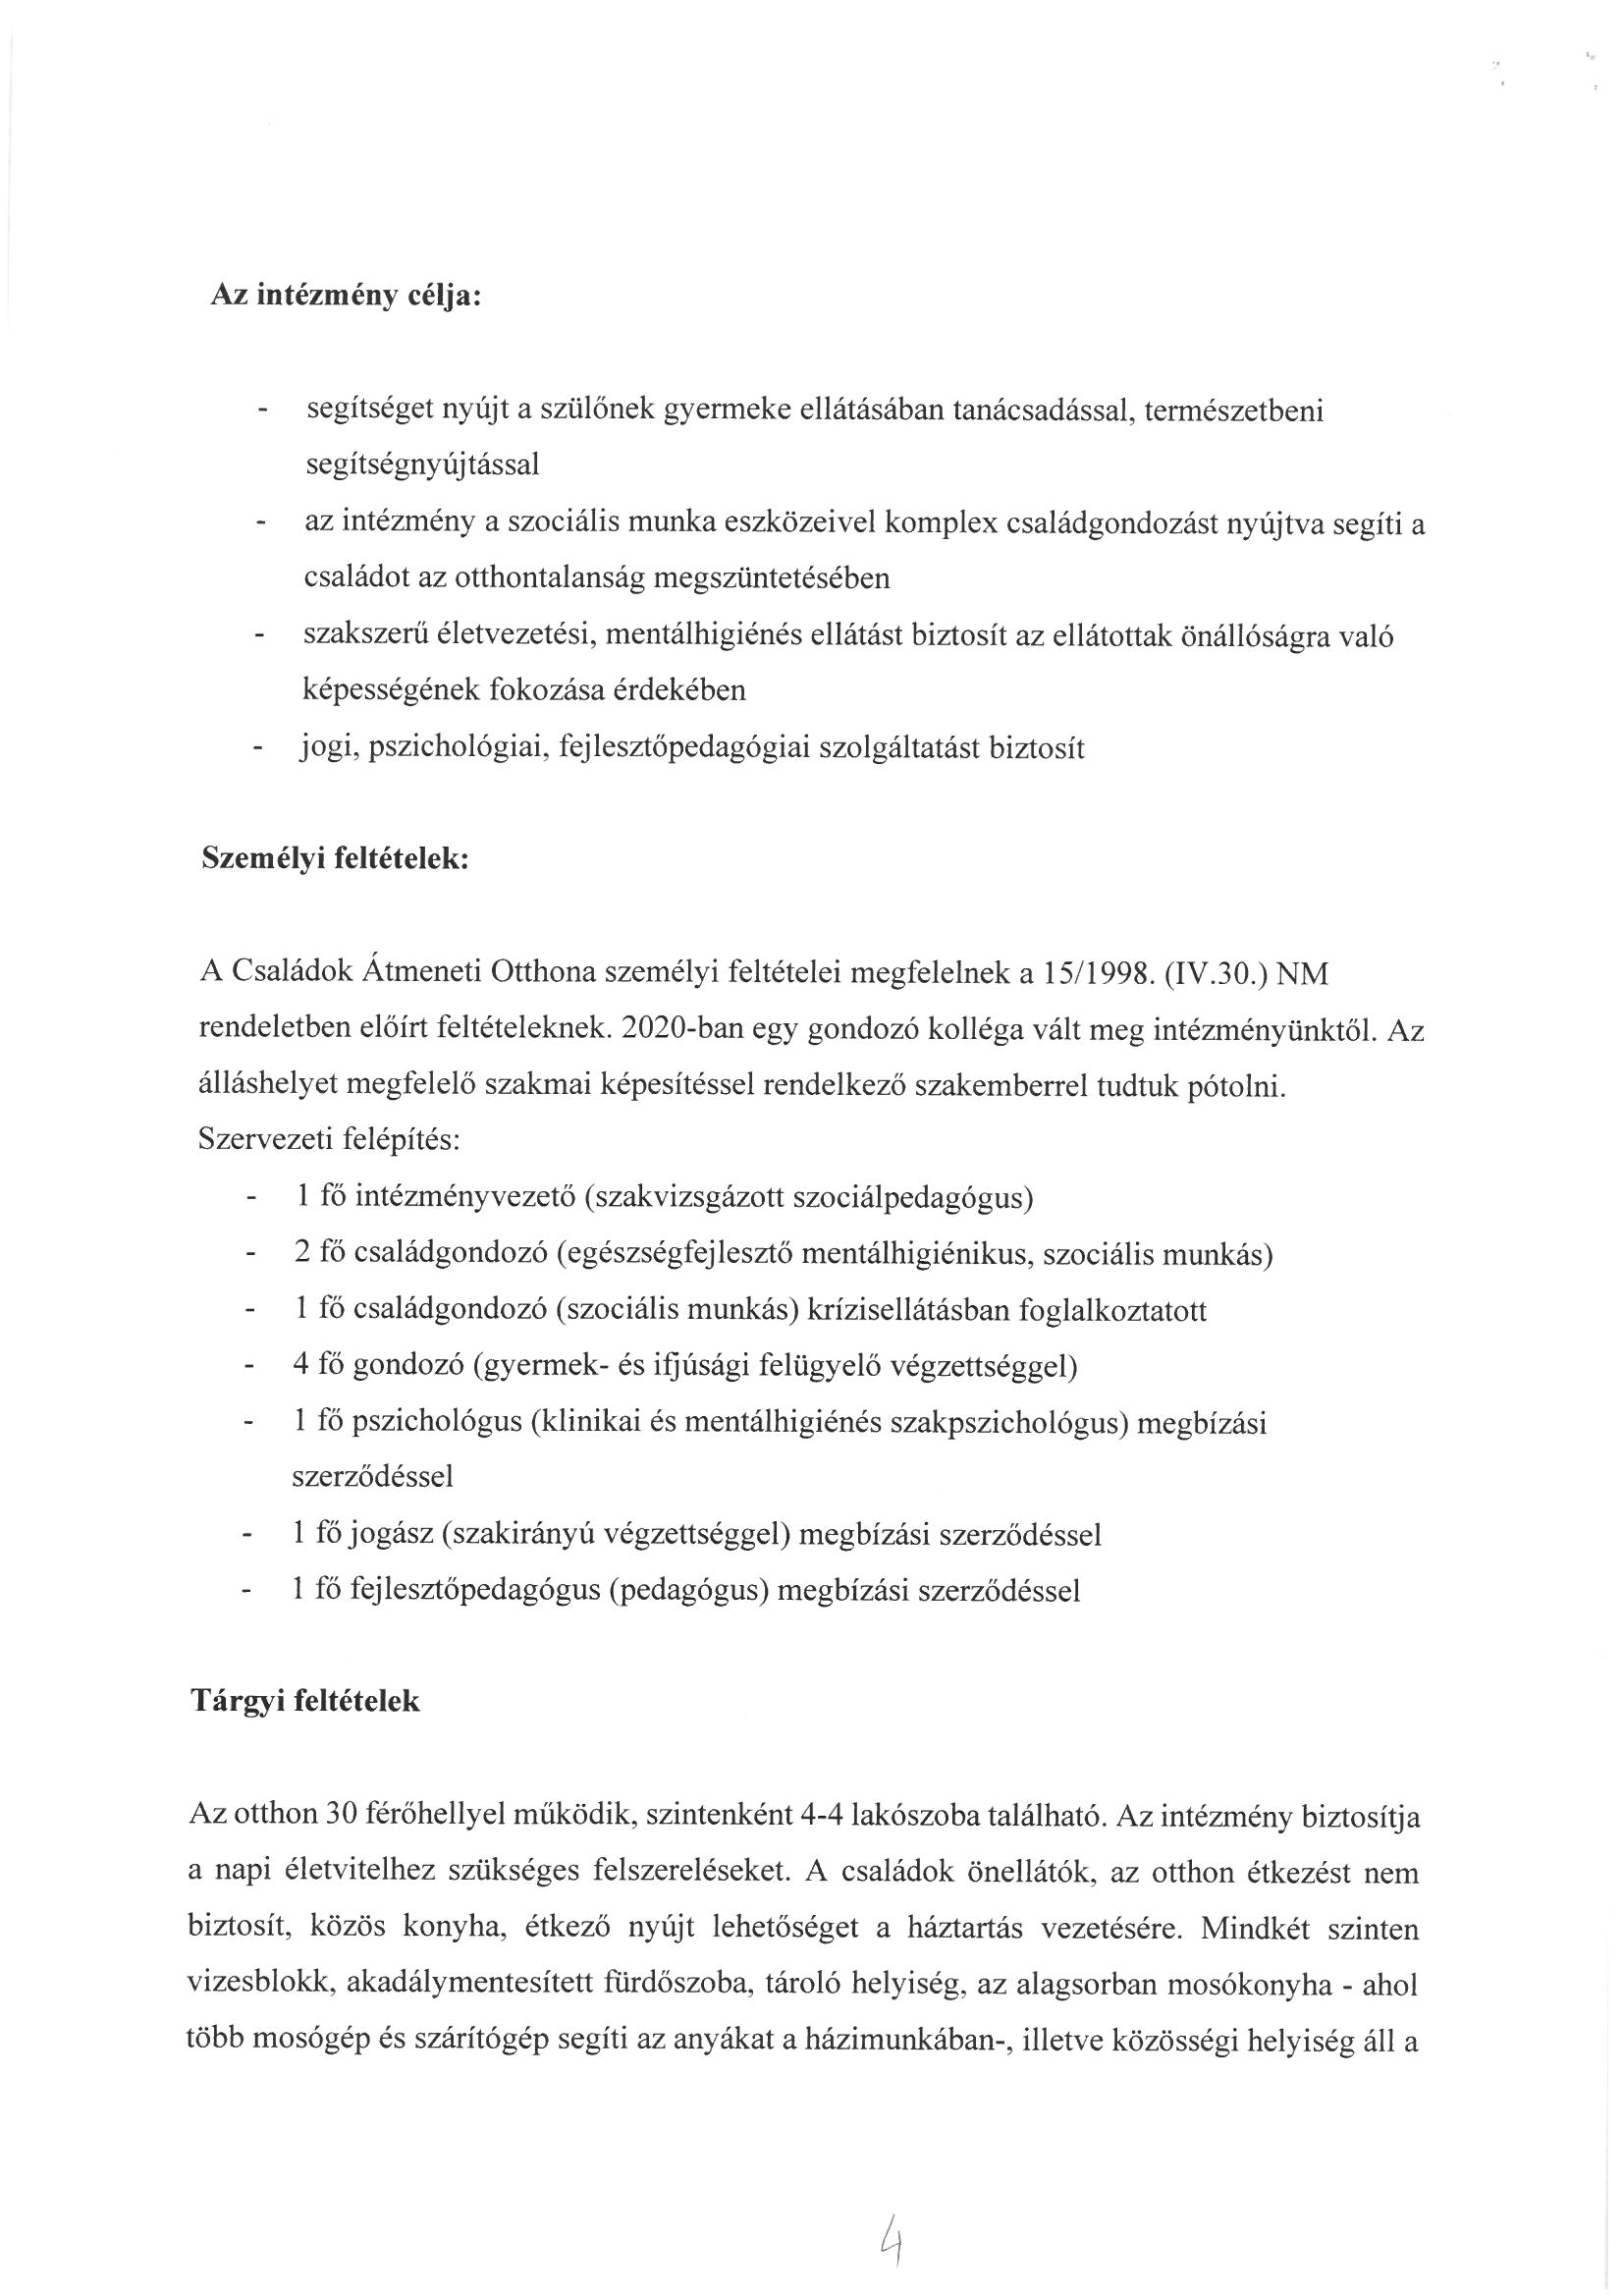 Az intézmény célja:
- segítséget nyújt a szülőnek gyermeke ellátásában tanácsadással, természetbeni
segítségnyújtással
- az intézmény a szociális munka eszközeivel komplex családgondozást nyújtva segíti a
családot az otthontalanság megszüntetésében
- szakszerű életvezetési, mentálhigiénés ellátást biztosít az ellátottak önállóságra való
képességének fokozása érdekében
- jogi, pszichológiai, fejlesztőpedagógiai szolgáltatást biztosít
Személyi feltételek:
A Családok Átmeneti Otthona személyi feltételei megfelelnek a 15/1998. (IV.30.) NM
rendeletben előírt feltételeknek. 2020-ban egy gondozó kolléga vált meg intézményünktől. Az
álláshelyet megfelelő szakmai képesítéssel rendelkező szakemberrel tudtuk pótolni.
Szervezeti felépítés:
- 1 fő intézményvezető (szakvizsgázott szociálpedagógus)
- 2 fő családgondozó (egészségfejlesztő mentálhigiénikus, szociális munkás)
- 1 fő családgondozó (szociális munkás) krízisellátásban foglalkoztatott
- 4 fő gondozó (gyermek- és ifjúsági felügyelő végzettséggel)
- 1 fő pszichológus (klinikai és mentálhigiénés szakpszichológus) megbízási
szerződéssel
- 1 fő jogász (szakirányú végzettséggel) megbízási szerződéssel
- 1 fő fejlesztőpedagógus (pedagógus) megbízási szerződéssel
Tárgyi feltételek
Az otthon 30 férőhellyel működik, szintenként 4-4 lakószoba található. Az intézmény biztosítja
a napi életvitelhez szükséges felszereléseket. A családok önellátók, az otthon étkezést nem
biztosít, közös konyha, étkező nyújt lehetőséget a háztartás vezetésére. Mindkét szinten
vizesblokk, akadálymentesített fürdőszoba, tároló helyiség, az alagsorban mosókonyha - ahol
több mosógép és szárítógép segíti az anyákat a házimunkában-, illetve közösségi helyiség áll a
4